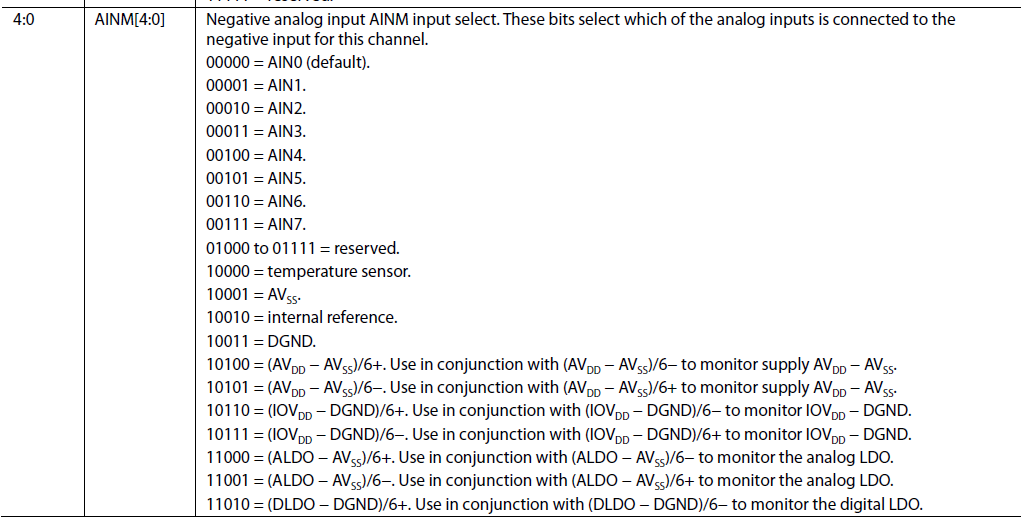 4:0 AINM[4:0] Negative analog input AINM input select. These bits select which of the analog inputs is connected to the
negative input for this channel.
00000 = AIN0 (default).
00001 = AIN1.
00010 = AIN2.
00011 = AIN3.
00100 = AIN4.
00101 = AIN5.
00110 = AIN6.
00111 = AIN7.
01000 to 01111 = reserved.
10000 = temperature sensor.
10001 = AVSS.
10010 = internal reference.
10011 = DGND.
10100 = (AVDD − AVSS)/6+. Use in conjunction with (AVDD − AVSS)/6− to monitor supply AVDD − AVSS.
10101 = (AVDD − AVSS)/6−. Use in conjunction with (AVDD − AVSS)/6+ to monitor supply AVDD − AVSS.
10110 = (IOVDD − DGND)/6+. Use in conjunction with (IOVDD − DGND)/6− to monitor IOVDD − DGND.
10111 = (IOVDD − DGND)/6−. Use in conjunction with (IOVDD − DGND)/6+ to monitor IOVDD − DGND.
11000 = (ALDO − AVSS)/6+. Use in conjunction with (ALDO − AVSS)/6− to monitor the analog LDO.
11001 = (ALDO − AVSS)/6−. Use in conjunction with (ALDO − AVSS)/6+ to monitor the analog LDO.
11010 = (DLDO − DGND)/6+. Use in conjunction with (DLDO − DGND)/6− to monitor the digital LDO.